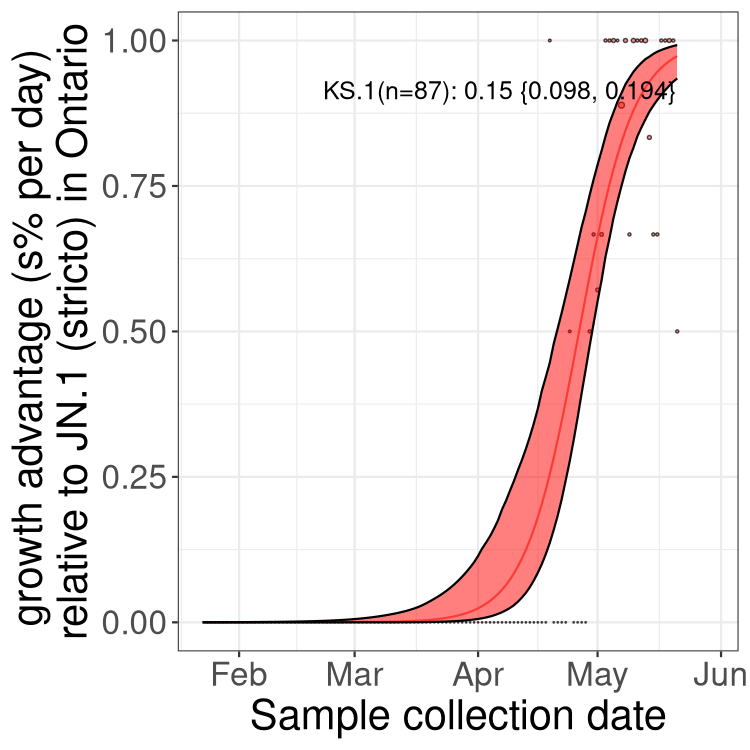 growth advantage (s% per day)
relative to JN.1 (stricto) in Ontario
1.00
0.75
0.50
0.25
0.00
KS.1(n=87): 0.15 {0.098, 0.194}
Feb Mar Apr May Jun
Sample collection date